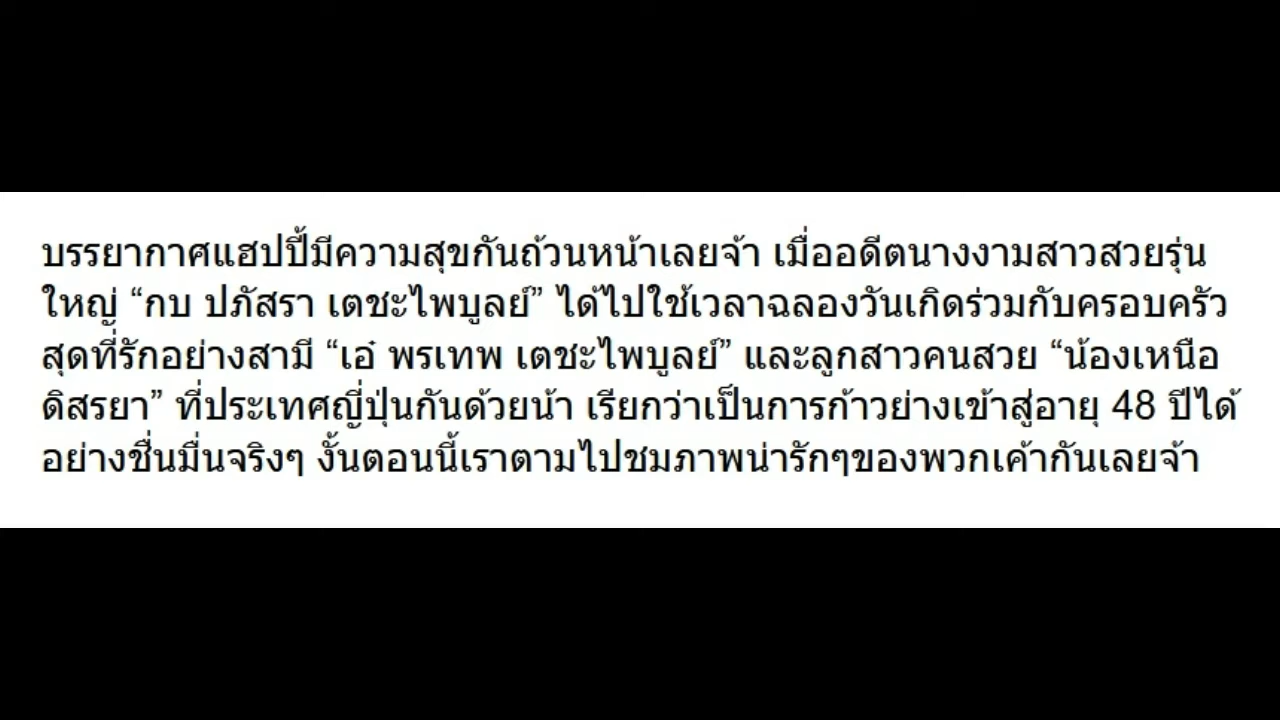 บรรยากาศแฮปปี้มีความสุขกันถ้วนหน้าเลยจ้า เมื่ออดีตนางงามสาวสวยรุ่น
ใหญ่ “กบ ปภัสรา เตชะไพบูลย์” ได้ไปใช้เวลาฉลองวันเกิดร่วมกับครอบครัว
สุดที่รักอย่างสามี “เอ๋ พรเทพ เตชะไพบูลย์” และลูกสาวคนสวย “น้องเหนือ
ดิสรยา” ที่ประเทศญี่ปุ่นกันด้วยน้า เรียกว่าเป็นการก้าวย่างเข้าสู่อายุ 48 ปีได้
อย่างชื่นมื่นจริงๆ งั้นตอนนี้เราตามไปชมภาพน่ารักๆของพวกเค้ากันเลยจ้า